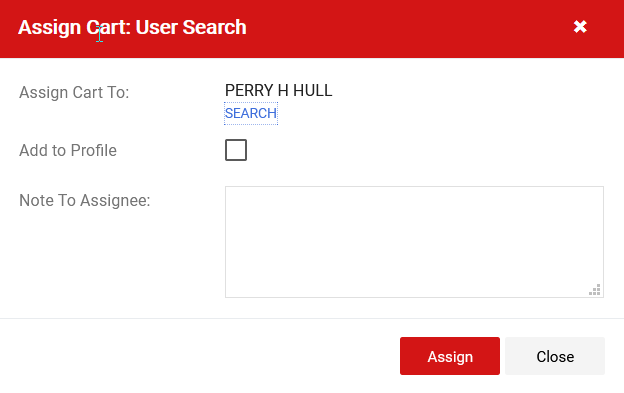 Assign Cart: User Search
Assign Cart To: PERRY H HULL
SEARCH
Add to Profile
Note To Assignee:
Assign Close